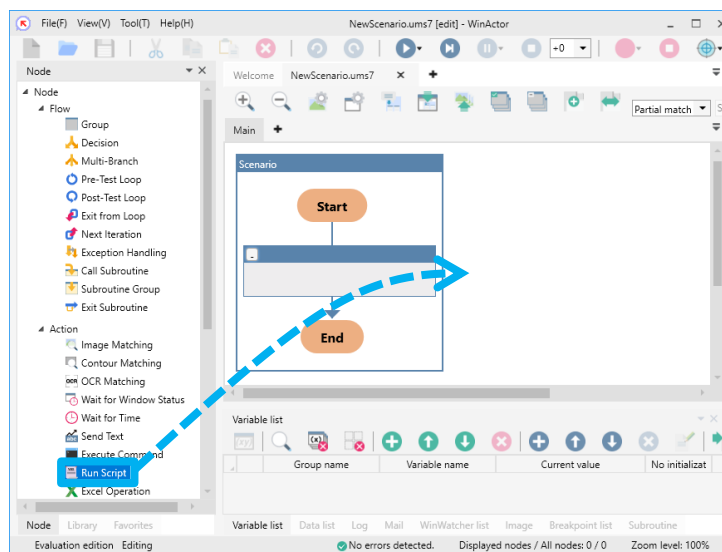 File(F) View(V) Tool(T) Help(H) NewScenario.ums7 [edit] - WinActor
+0
Node
Welcome NewScenario.ums7
Node
Flow
Group
Decision
Multi-Branch
Pre-Test Loop
Post-Test Loop
Exit from Loop
Next Iteration
Exception Handling
Call Subroutine
Subroutine Group
Exit Subroutine
Action
Image Matching
Contour Matching
OCR OCR Matching
Wait for Window Status
Wait for Time
Send Text
Execute Command
Run Script
Excel Operation
Partial match S
Main
Scenario
Start
End
Variable list
Group name Variable name Current value No initializat
Node Library Favorites
Variable list Data list Log Mail WinWatcher list Image Breakpoint list Subroutine
Evaluation edition Editing No errors detected. Displayed nodes / All nodes: 0 / 0 Zoom level: 100%